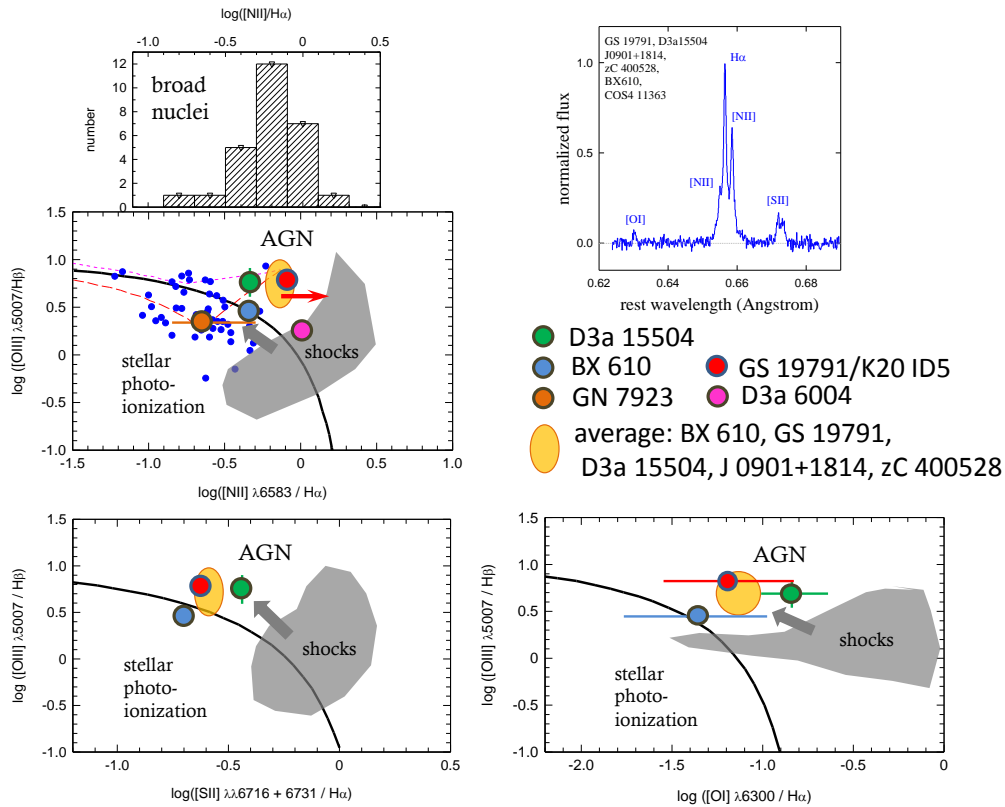 log([NII]/Hα)
-1.0 -0.5 0 0.5
12
10
8
6
4
2
0
number
broad
nuclei
GS 19791, D3a15504
J0901+1814,
zC 400528,
BX610,
COS4 11363
Hα
[NII]
[NII]
[SII]
[OI]
1.0
0.5
0.0
normalized flux
0.62 0.64 0.66 0.68
rest wavelength (Angstrom)
1.5
1.0
0.5
0
-0.5
-1.0
log ([OIII] λ5007/Hβ)
AGN
shocks
stellar
photo-
ionization
-1.5 -1.0 -0.5 0 0.5 1.0
log([NII] λ6583 / Hα)
D3a 15504
BX 610
GS 19791/K20 ID5
GN 7923
D3a 6004
average: BX 610, GS 19791,
D3a 15504, J 0901+1814, zC 400528
1.5
1.0
0.5
0
-0.5
-1.0
log ([OIII] λ5007 / Hβ)
AGN
shocks
stellar
photo-
ionization
-1.0 -0.5 0 0.5
log([SII] λλ6716 + 6731 / Hα)
1.5
1.0
0.5
0
-0.5
-1.0
log ([OIII] λ5007 / Hβ)
AGN
shocks
stellar
photo-
ionization
-2.0 -1.5 -1.0 -0.5 0
log ([OI] λ6300 / Hα)